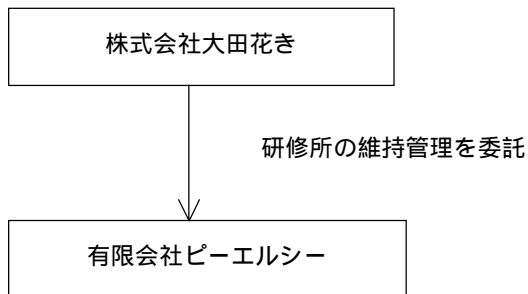 株式会社大田花き
研修所の維持管理を委託
有限会社ピーエルシー